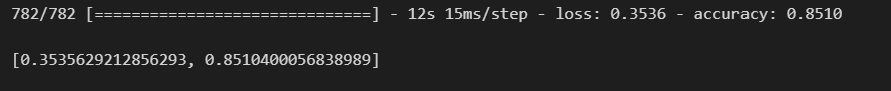 782/782 [==============================] - 12s 15ms/step - loss: 0.3536 - accuracy: 0.8510
[0.3535629212856293, 0.8510400056838989]